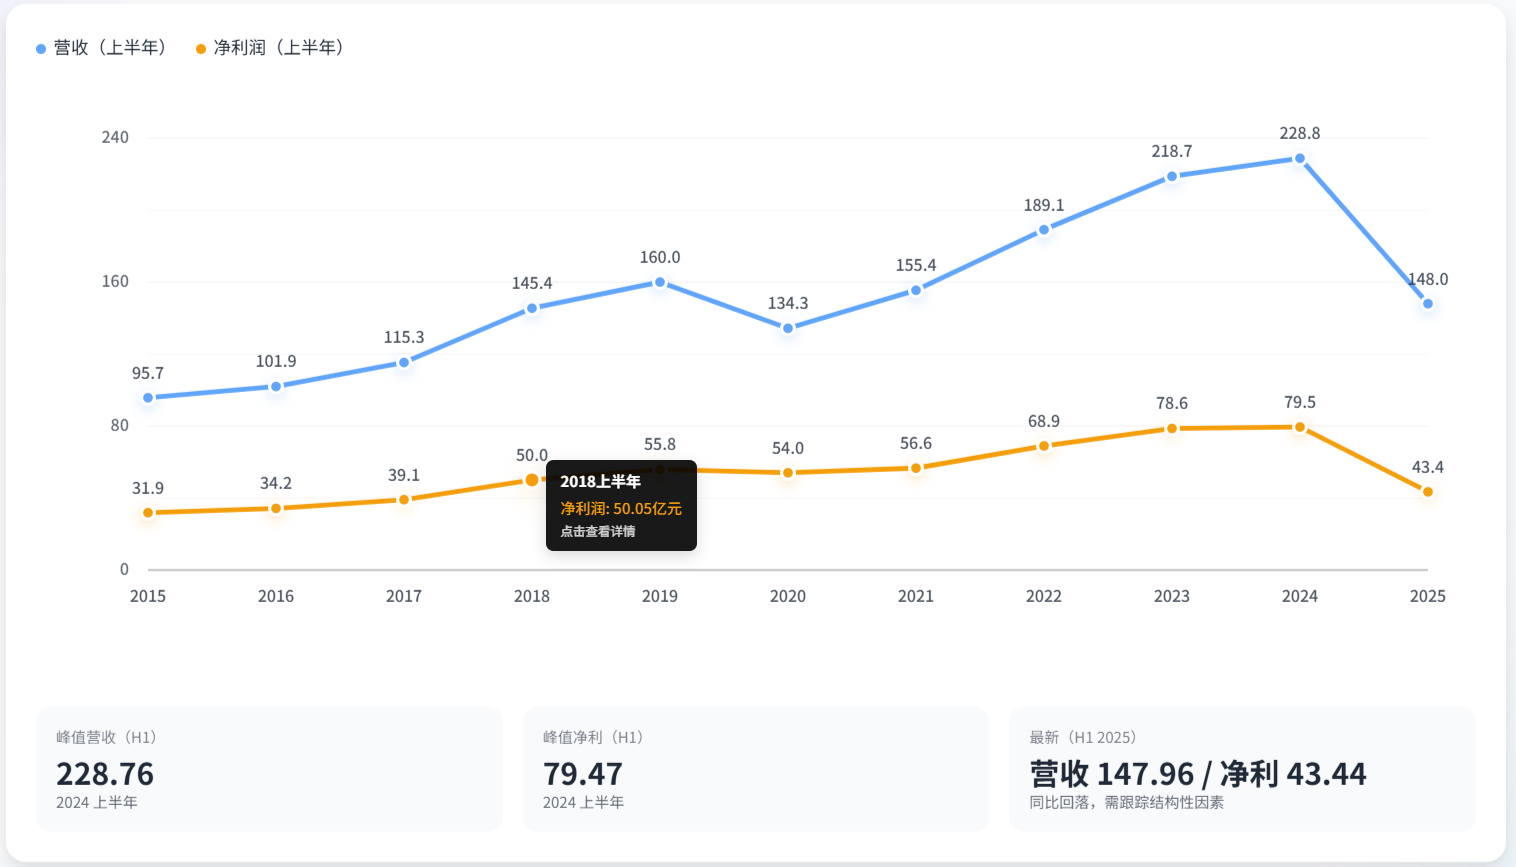 营收（上半年） 净利润（上半年）
240
160
80
0
95.7 101.9 115.3 145.4 160.0 134.3 155.4 189.1 218.7 228.8 148.0
31.9 34.2 39.1 50.0 55.8 54.0 56.6 68.9 78.6 79.5 43.4
2018上半年
净利润: 50.05亿元
点击查看详情
2015 2016 2017 2018 2019 2020 2021 2022 2023 2024 2025
峰值营收（H1）
228.76
2024 上半年
峰值净利（H1）
79.47
2024 上半年
最新（H1 2025）
营收 147.96 / 净利 43.44
同比回落，需跟踪结构性因素